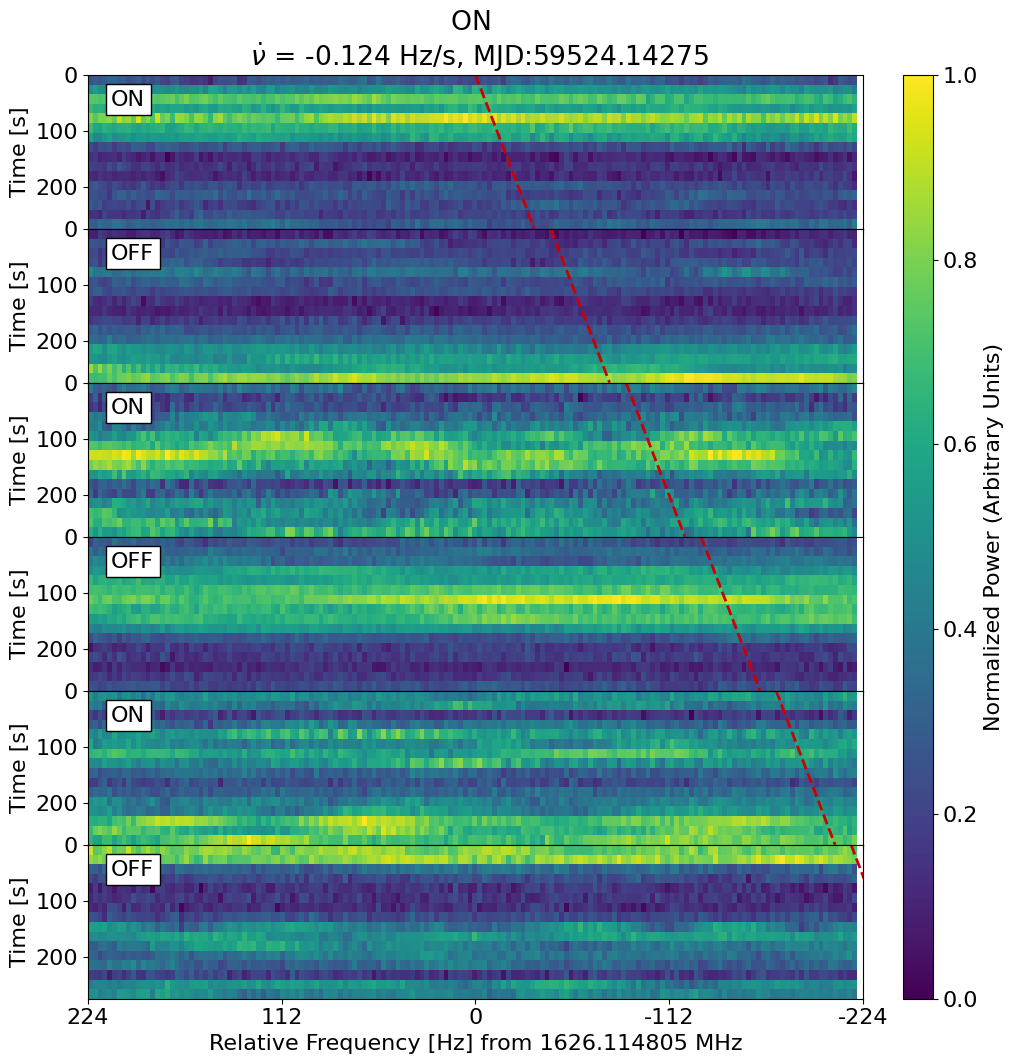 ON
ν̇ = -0.124 Hz/s, MJD:59524.14275
0
100
200
Time [s]
ON
0
100
200
Time [s]
OFF
0
100
200
Time [s]
ON
0
100
200
Time [s]
OFF
0
100
200
Time [s]
ON
0
100
200
Time [s]
OFF
224 112 0 -112 -224
Relative Frequency [Hz] from 1626.114805 MHz
1.0
0.8
0.6
0.4
0.2
0.0
Normalized Power (Arbitrary Units)